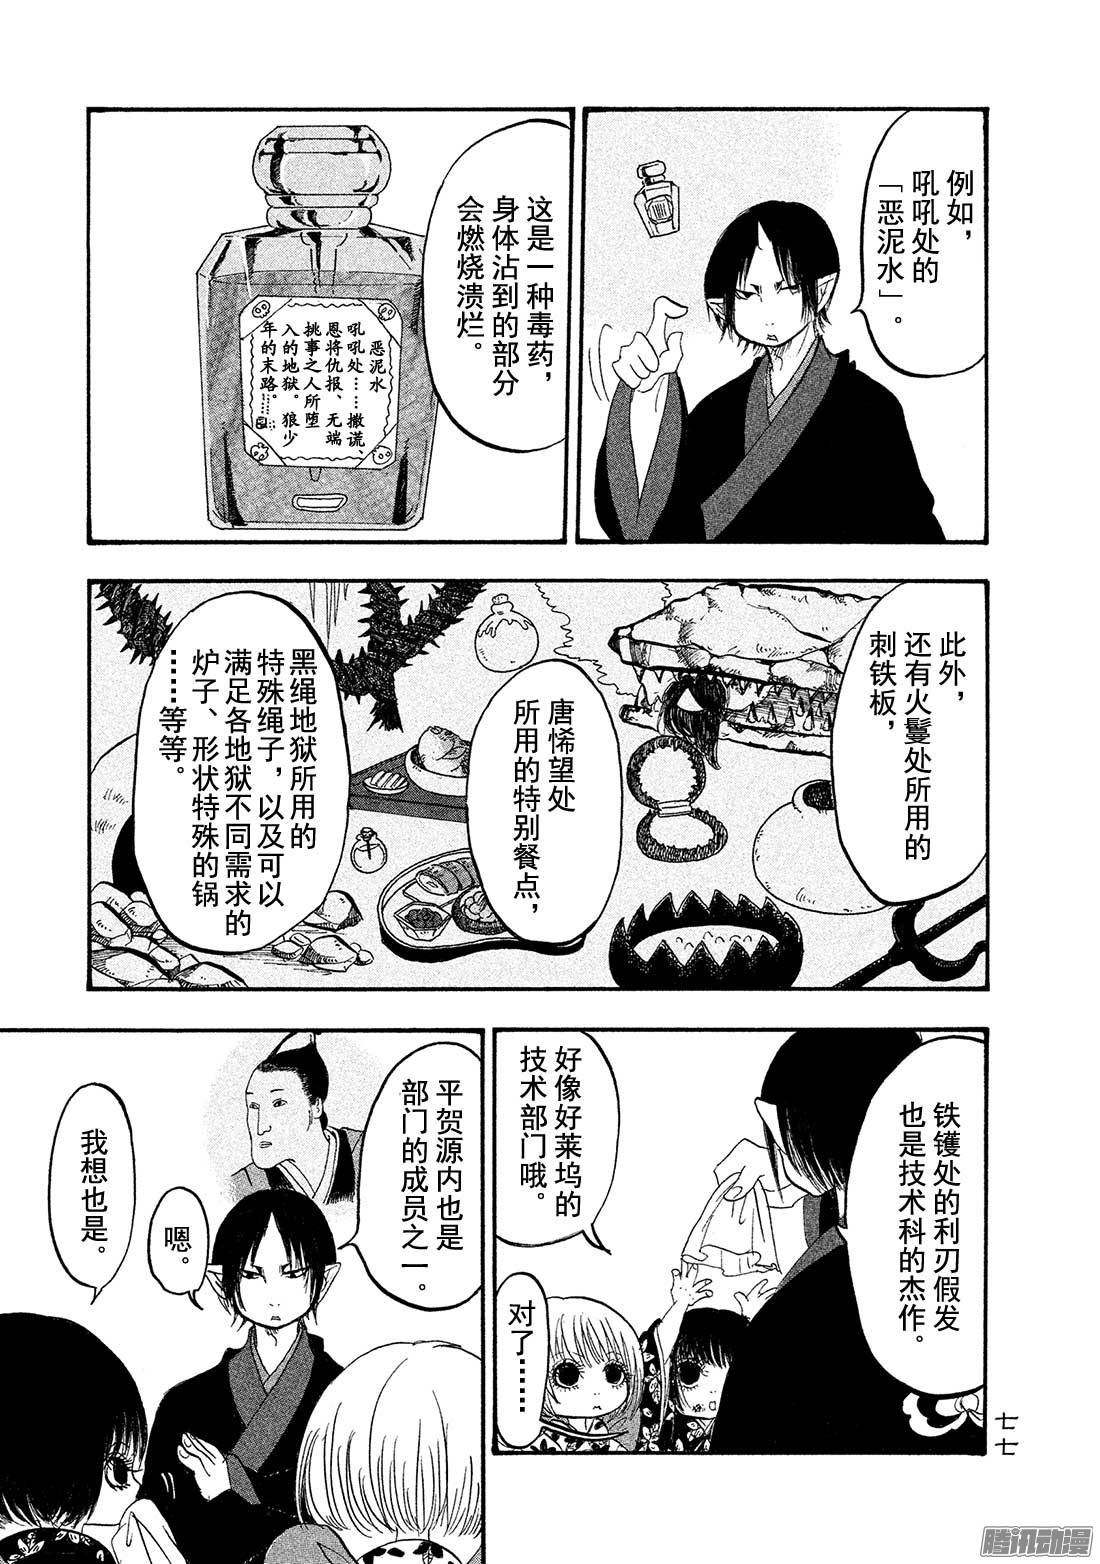 例如，
吼吼处的
「恶泥水」。
这是一种毒药，
身体沾到的部分
会燃烧溃烂。
恶泥水
吼吼处……撒谎、
恩将仇报、无端
挑事之人所堕
入的地狱。狼少
年的末路。……
此外，
还有火鬘处所用的
刺铁板，
唐悕望处
所用的特别餐点，
黑绳地狱所用的
特殊绳子，以及可以
满足各地狱不同需求的
炉子、形状特殊的锅
……等等。
铁镬处的利刃假发
也是技术科的杰作。
好像好莱坞的
技术部门哦。
对了……
平贺源内也是
部门的成员之一。
嗯。
我想也是。
七七
腾讯动漫